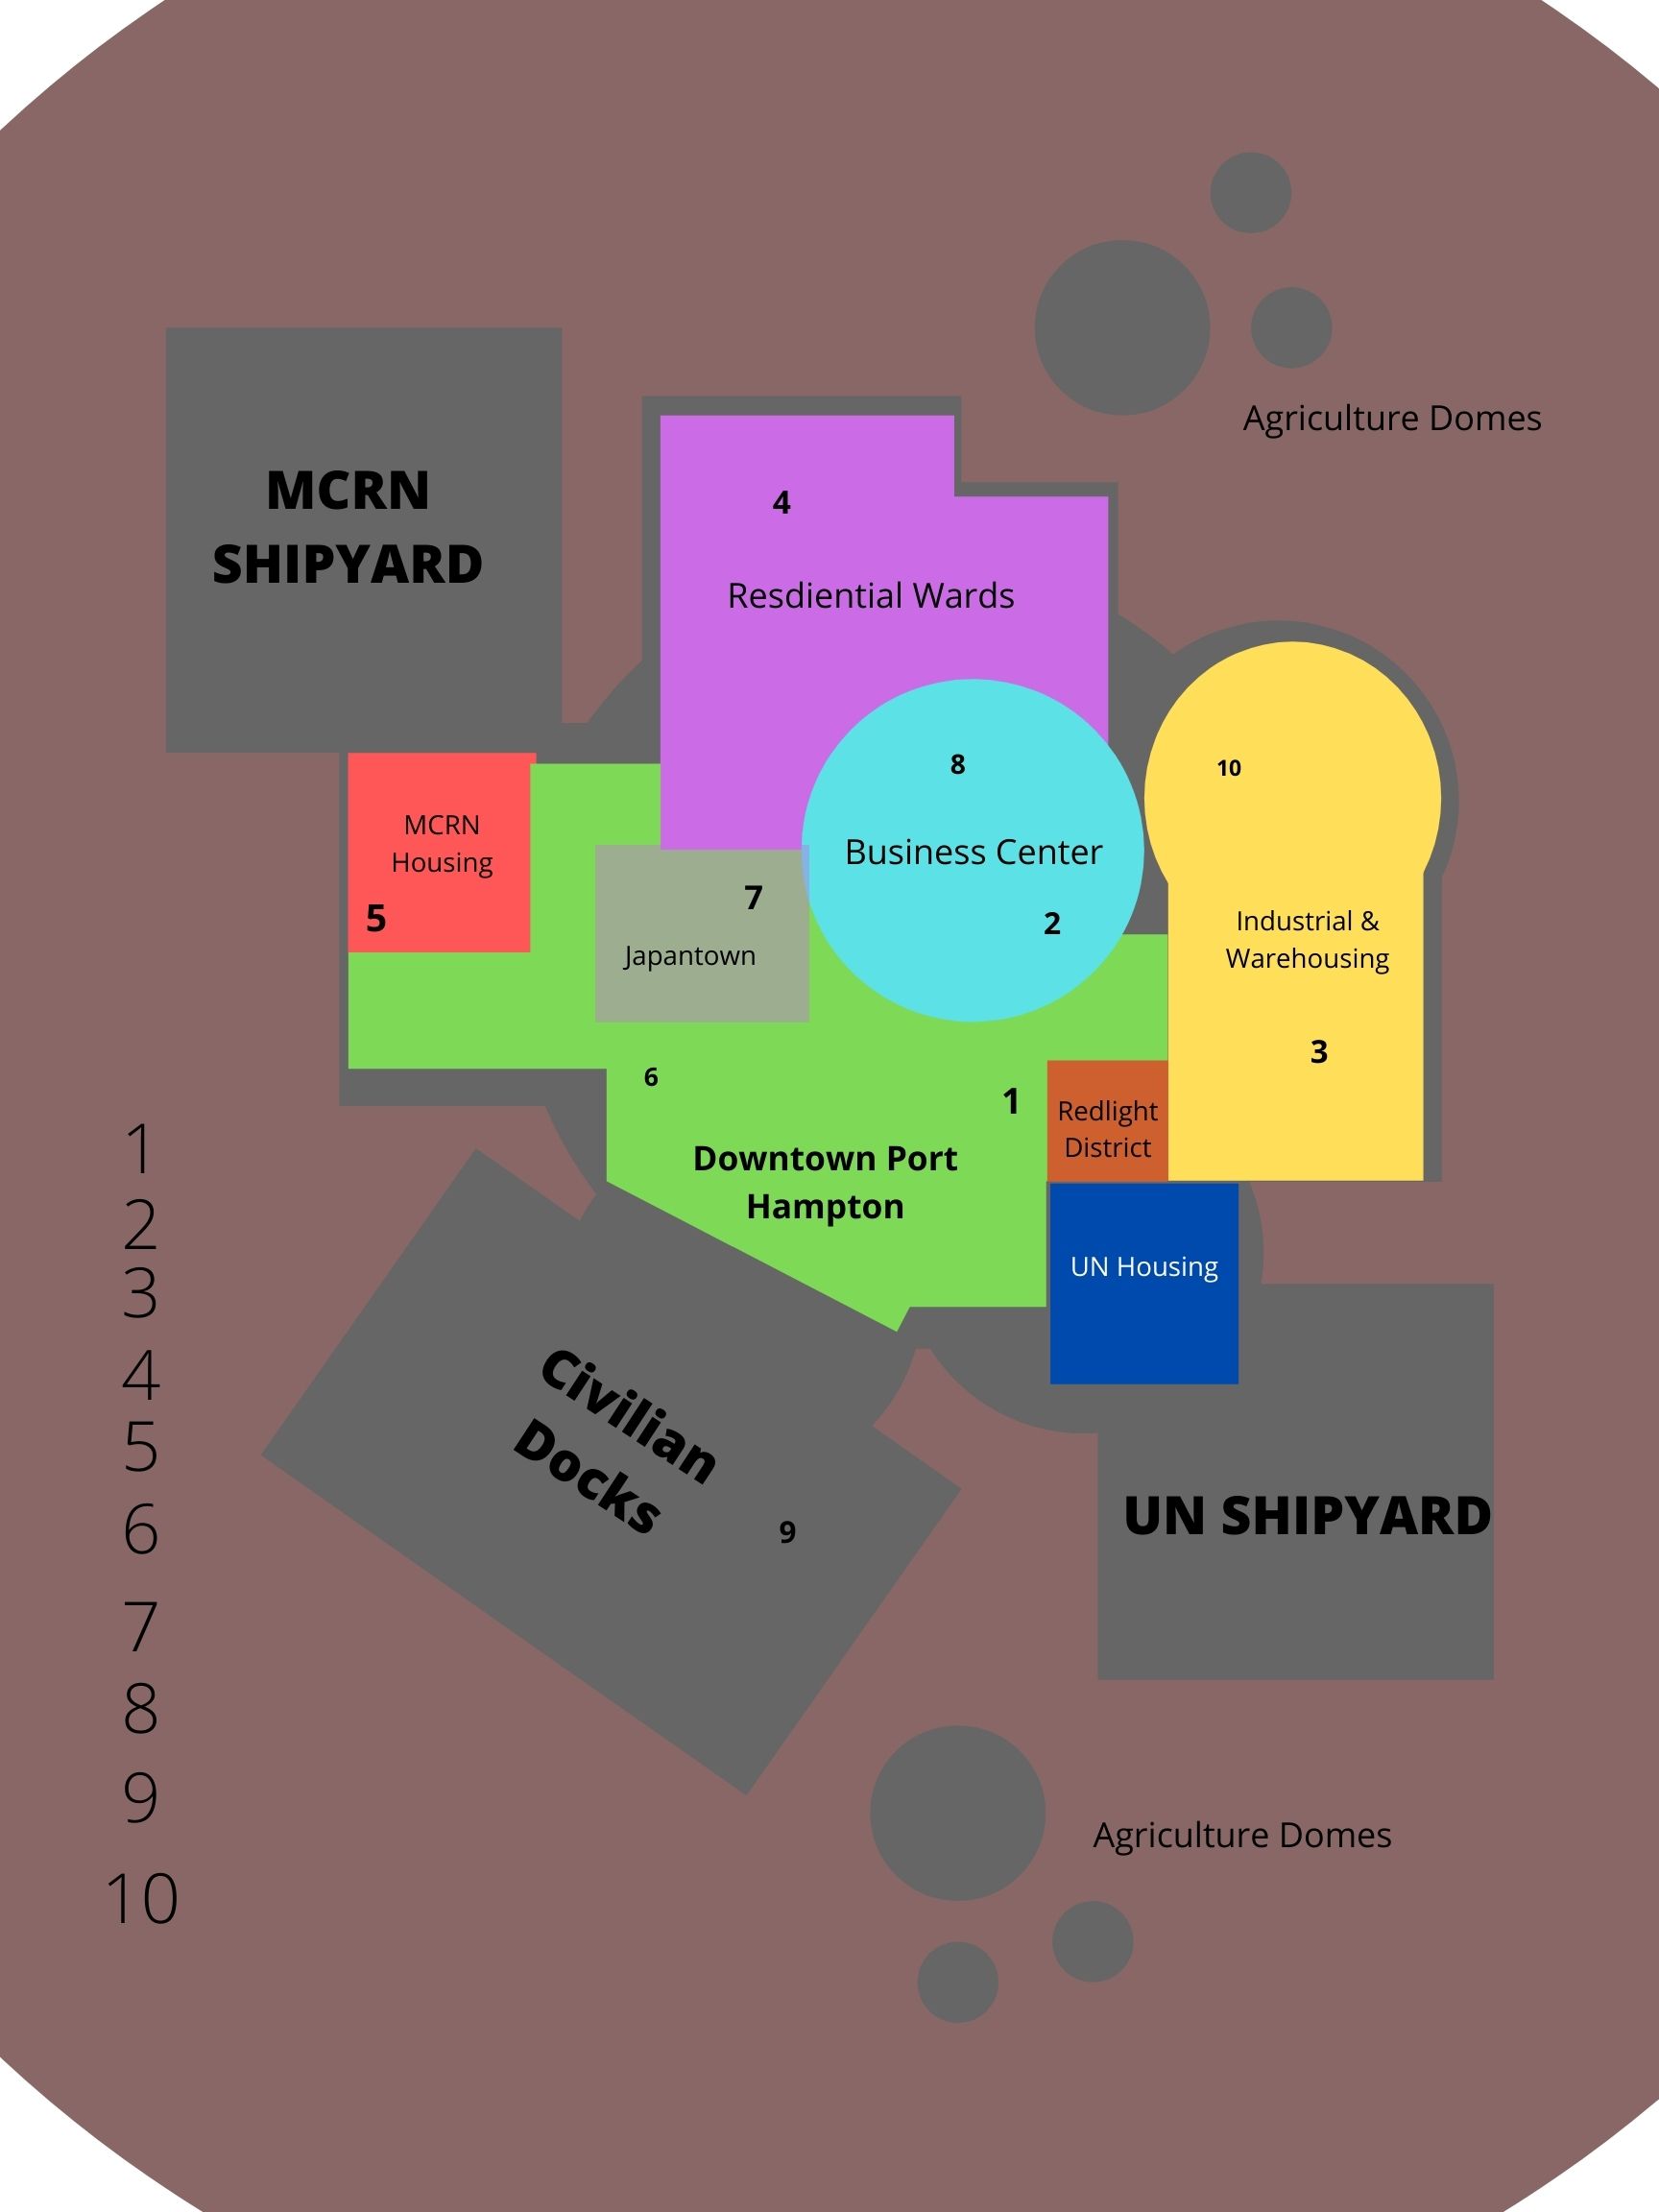 Agriculture Domes
MCRN
SHIPYARD
4
Resdiential Wards
8
10
MCRN
Housing
Business Center
5
7
2
Industrial &
Warehousing
Japantown
3
6
1
Redlight
District
Downtown Port
Hampton
UN Housing
Civilian
Docks
9
UN SHIPYARD
1
2
3
4
5
6
7
8
9
10
Agriculture Domes